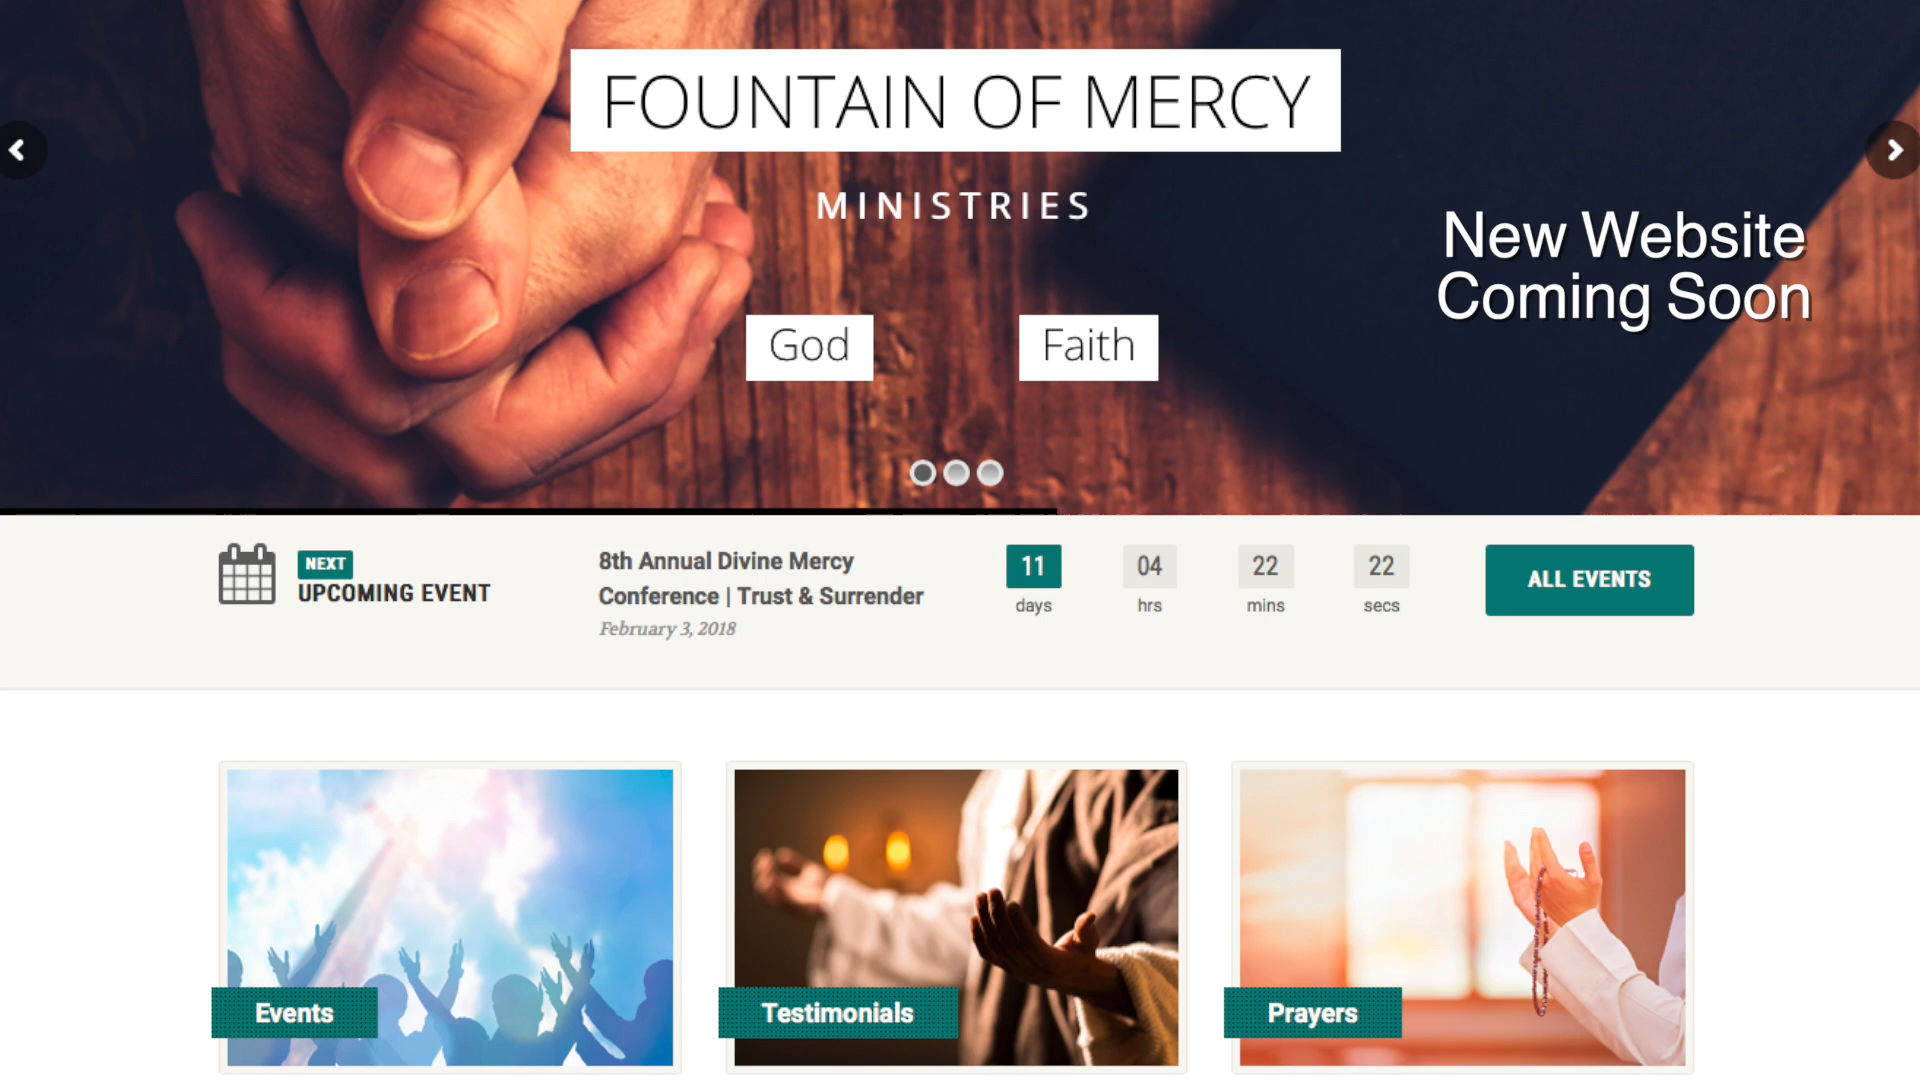 FOUNTAIN OF MERCY
MINISTRIES
New Website
Coming Soon
God
Faith
NEXT
UPCOMING EVENT
8th Annual Divine Mercy
Conference | Trust & Surrender
February 3, 2018
11
days
04
hrs
22
mins
22
secs
ALL EVENTS
Events
Testimonials
Prayers